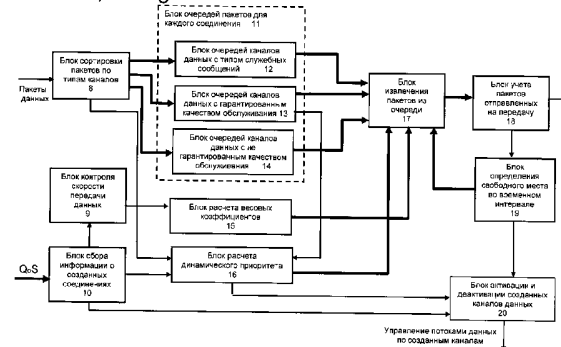 Блок очередей пакетов для
каждого соединения 11
Блок сортировки
пакетов по
типам каналов
8
Пакеты
данных
Блок очередей каналов
данных с типом служебных
сообщений 12
Блок очередей каналов
данных с гарантированным
качеством обслуживания 13
Блок очередей каналов
данных с не
гарантированным качеством
обслуживания 14
Блок
извлечения
пакетов из
очереди
17
Блок учета
пакетов
отправленных
на передачу
18
Блок контроля
скорости
передачи
данных
9
Блок расчета весовых
коэффициентов
15
Блок
определения
свободного места
во временном
интервале
19
QoS
Блок сбора
информации о
созданных
соединениях
10
Блок расчета
динамического приоритета
16
Блок активации и
деактивации созданных
каналов данных
20
Управление потоками данных
по созданным каналам